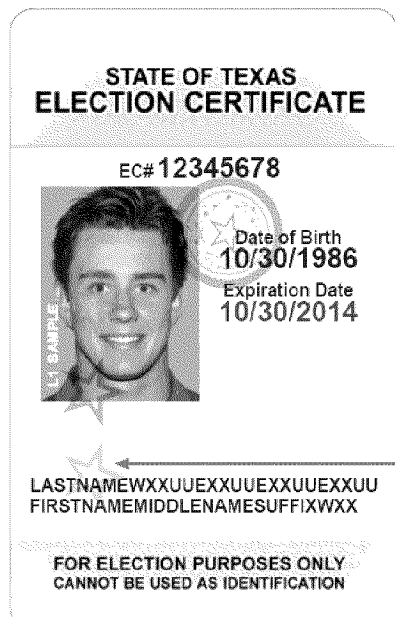 STATE OF TEXAS
ELECTION CERTIFICATE
EC# 12345678
Date of Birth
10/30/1986
Expiration Date
10/30/2014
L1 SAMPLE
LASTNAMEWXXUUEXXUUEXXUUEXXUU
FIRSTNAMEMIDDLENAMESUFFIXWXX
FOR ELECTION PURPOSES ONLY
CANNOT BE USED AS IDENTIFICATION